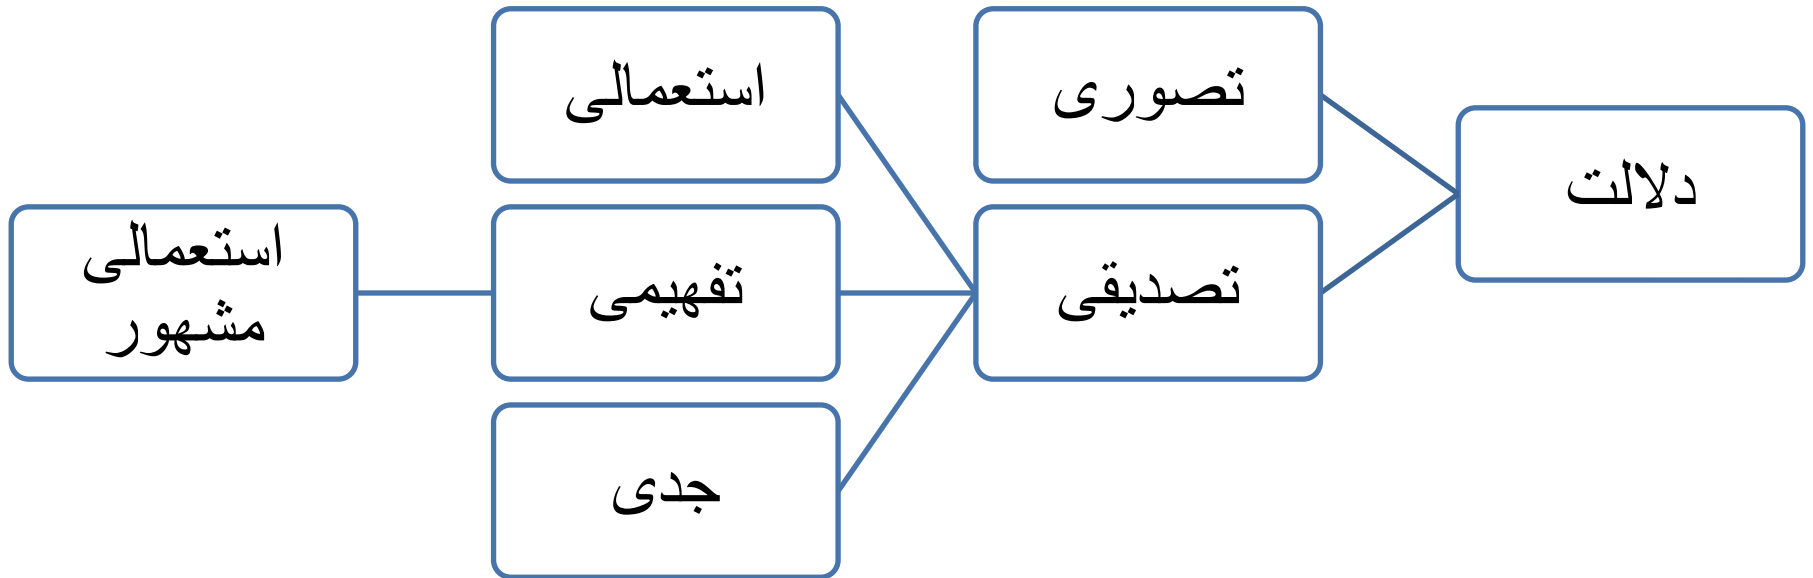 دلالت
تصوری
تصدیقی
استعمالی
تفهیمی
جدی
استعمالی
مشهور